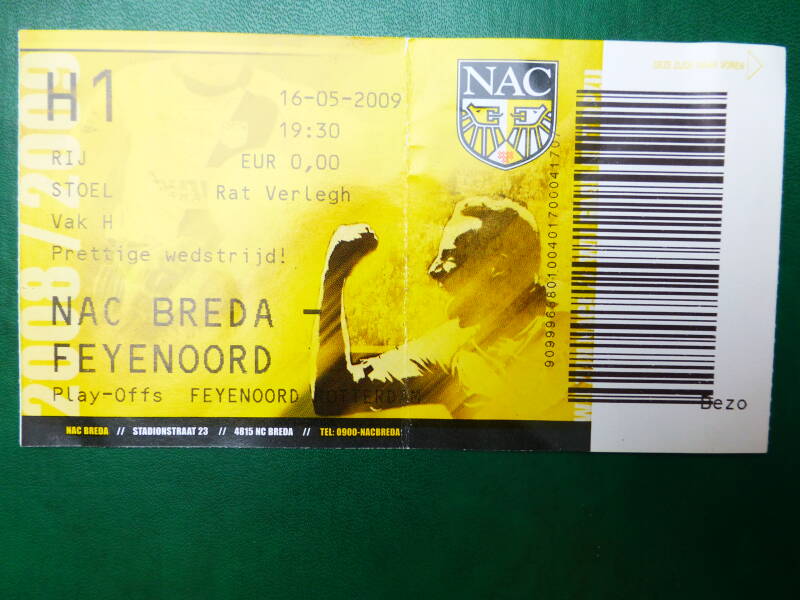 2008/2009
H1
16-05-2009
19:30
RIJ EUR 0,00
STOEL Rat Verlegh
Vak H
Prettige wedstrijd!
NAC BREDA -
FEYENOORD
Play-Offs FEYENOORD ROTTERDAM
NAC BREDA // STADIONSTRAAT 23 // 4815 NC BREDA // TEL: 0900-NACBREDA
NAC
Bezo